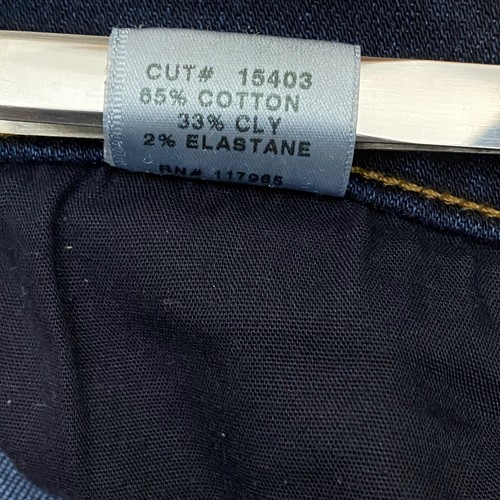 CUT# 15403
65% COTTON
33% CLY
2% ELASTANE
RN# 117965